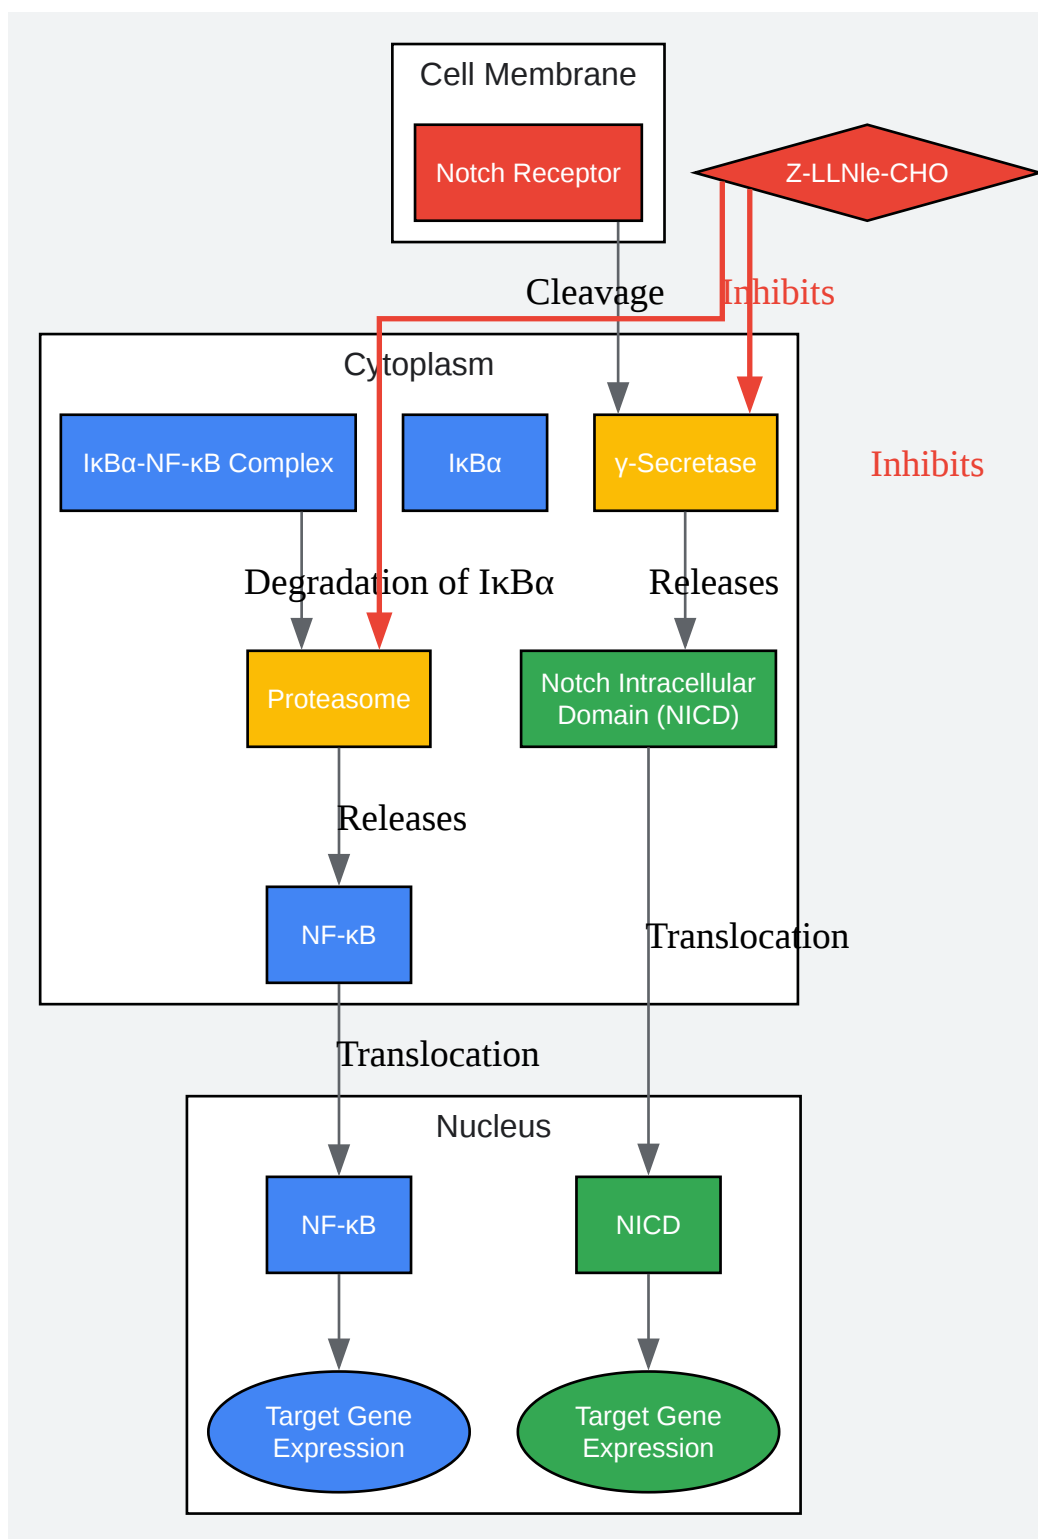 Cell Membrane
Notch Receptor
Z-LLNle-CHO
Cleavage
Inhibits
Cytoplasm
IκBα-NF-κB Complex
IκBα
γ-Secretase
Inhibits
Degradation of IκBα
Releases
Proteasome
Notch Intracellular
Domain (NICD)
Releases
NF-κB
Translocation
Translocation
Nucleus
NF-κB
NICD
Target Gene
Expression
Target Gene
Expression